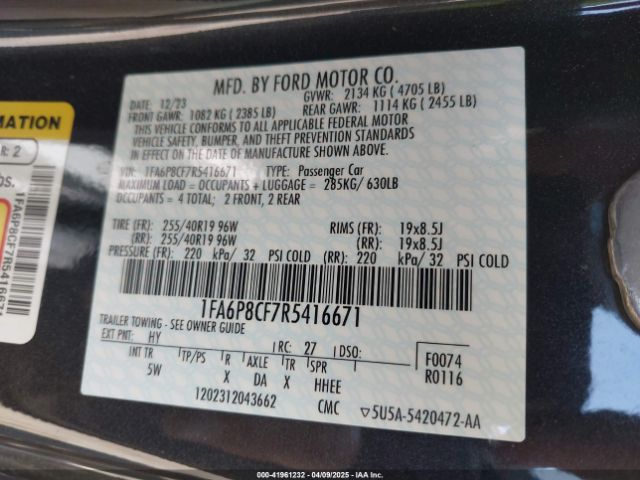 MFD. BY FORD MOTOR CO.
12/23 GVWR: 2134 KG ( 4705 LB)
FRONT GAWR: 1082 KG ( 2385 LB) REAR GAWR: 1114 KG ( 2455 LB)
THIS VEHICLE CONFORMS TO ALL APPLICABLE FEDERAL MOTOR
VEHICLE SAFETY, BUMPER, AND THEFT PREVENTION STANDARDS
IN EFFECT ON THE DATE OF MANUFACTURE SHOWN ABOVE
VIN: 1FA6P8CF7R5416671 TYPE: Passenger Car
MAXIMUM LOAD = OCCUPANTS + LUGGAGE = 285KG/ 630LB
OCCUPANTS = 4 TOTAL; 2 FRONT, 2 REAR
TIRE (FR): 255/40R19 96W RIMS (FR): 19x8.5J
(RR): 255/40R19 96W (RR): 19x8.5J
PRESSURE (FR): 220 kPa/ 32 PSI COLD (RR): 220 kPa/ 32 PSI COLD
1FA6P8CF7R5416671
TRAILER TOWING - SEE OWNER GUIDE
EXT PNT: HY RC: 27 DSO:
INT TR TP/PS R AXLE TR SPR F0074
5W X DA X HHEE R0116
1202312043662 CMC ▽5U5A-5420472-AA
RMATION
R: 2
bs.
1FA6P8CF7R5416671
000-41961232 - 04/09/2025 - IAAI.COM